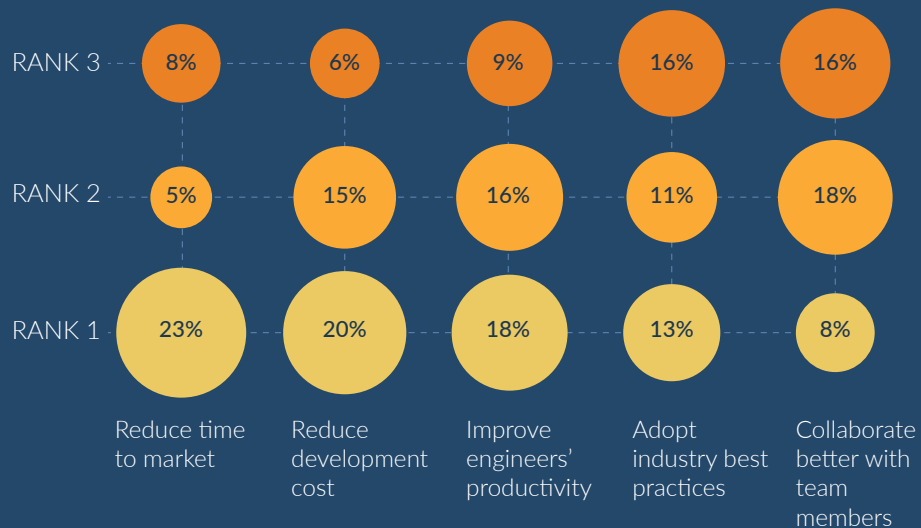 RANK 3 8% 6% 9% 16% 16%
RANK 2 5% 15% 16% 11% 18%
RANK 1 23% 20% 18% 13% 8%
Reduce time
to market
Reduce
development
cost
Improve
engineers’
productivity
Adopt
industry best
practices
Collaborate
better with
team
members